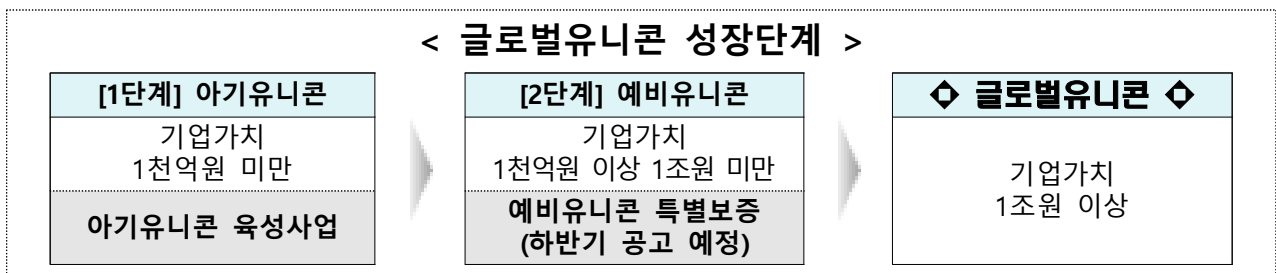 < 글로벌유니콘 성장단계 >
[1단계] 아기유니콘
기업가치
1천억원 미만
아기유니콘 육성사업
[2단계] 예비유니콘
기업가치
1천억원 이상 1조원 미만
예비유니콘 특별보증
(하반기 공고 예정)
◇ 글로벌유니콘 ◇
기업가치
1조원 이상